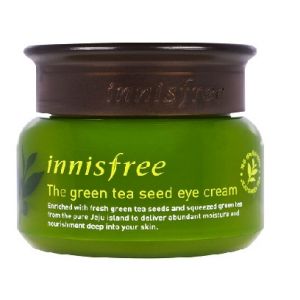 innisfree
innisfree
The green tea seed eye cream
Enriched with fresh green tea seeds and squeezed green tea
from the pure Jeju island to deliver abundant moisture and
nourishment deep into your skin.